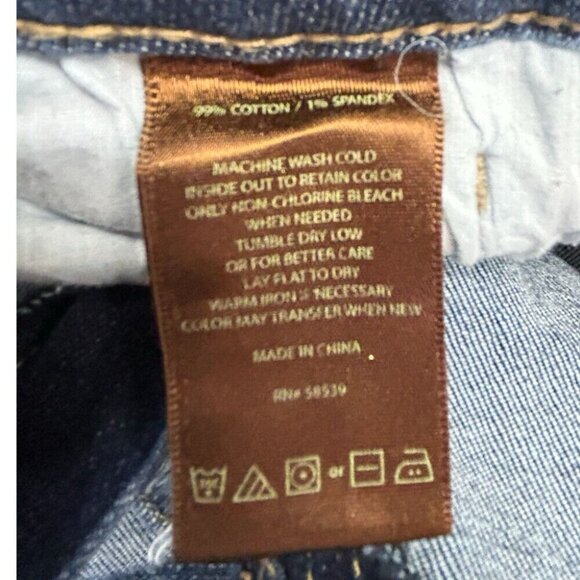 99% COTTON / 1% SPANDEX
MACHINE WASH COLD
INSIDE OUT TO RETAIN COLOR
ONLY NON-CHLORINE BLEACH
WHEN NEEDED
TUMBLE DRY LOW
OR FOR BETTER CARE
LAY FLAT TO DRY
WARM IRON IF NECESSARY
COLOR MAY TRANSFER WHEN NEW
MADE IN CHINA
RN# 58539
or